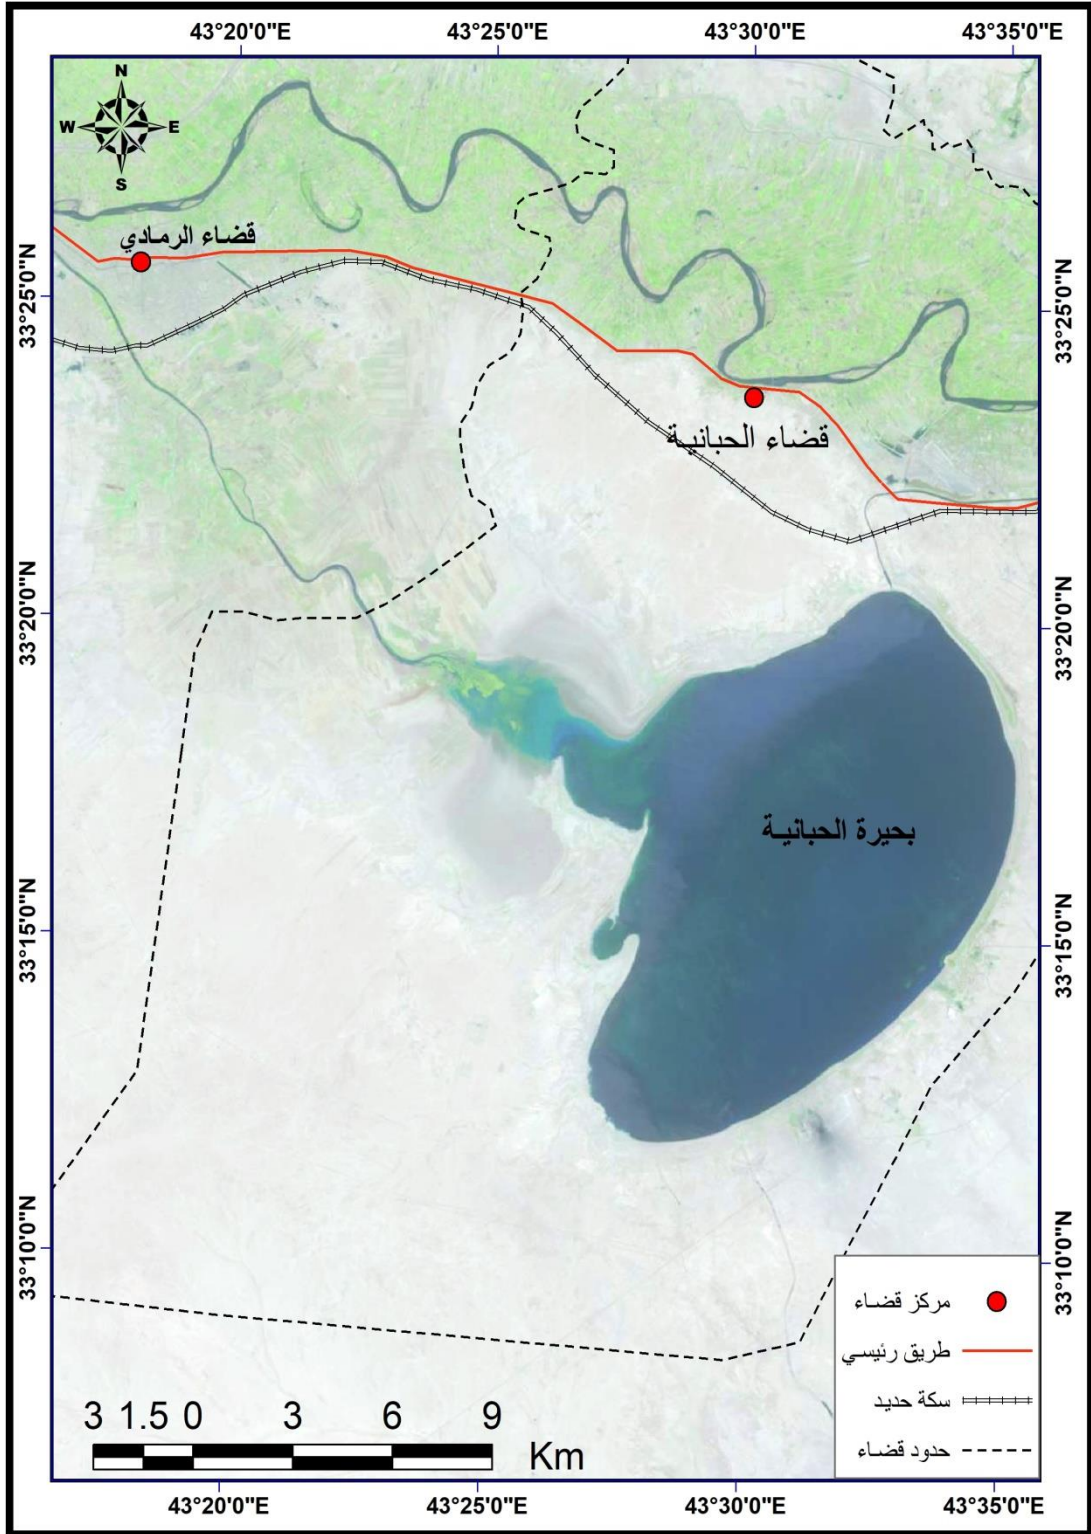 43°20'0"E 43°25'0"E 43°30'0"E 43°35'0"E
N
W E
S
قضاء الرمادي
33°25'0"N 33°25'0"N
قضاء الحبانية
33°20'0"N 33°20'0"N
بحيرة الحبانية
33°15'0"N 33°15'0"N
33°10'0"N 33°10'0"N
مركز قضاء
طريق رئيسي
سكة حديد
حدود قضاء
3 1.5 0 3 6 9
Km
43°20'0"E 43°25'0"E 43°30'0"E 43°35'0"E